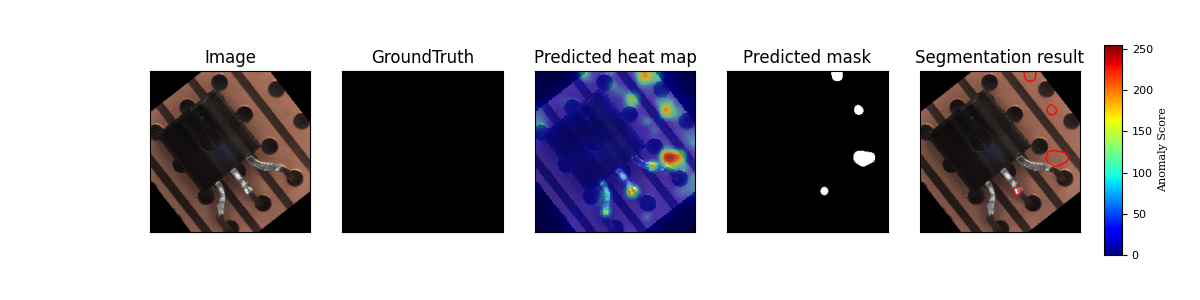 Image
GroundTruth
Predicted heat map
Predicted mask
Segmentation result
250
200
150
100
50
0
Anomaly Score